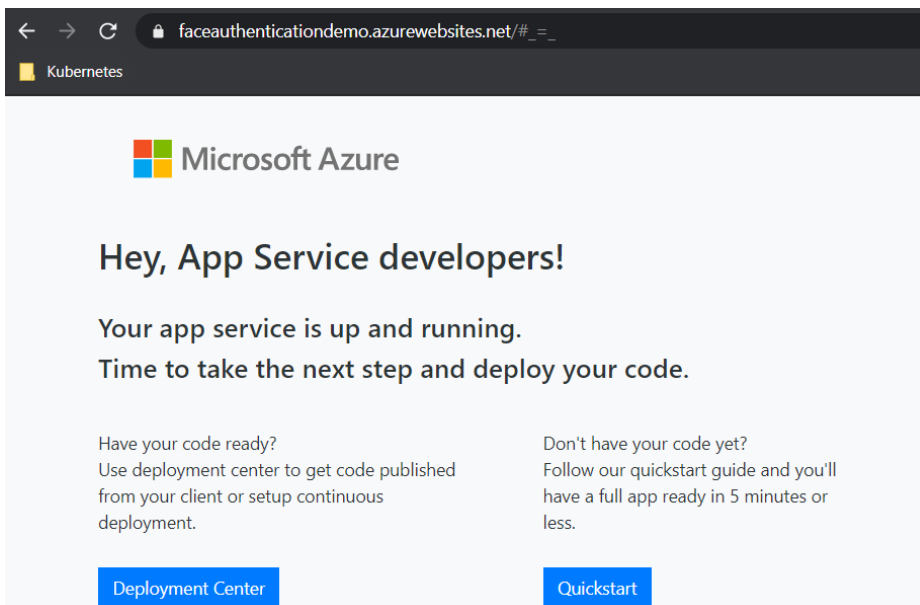 faceauthenticationdemo.azurewebsites.net/#_=_
Kubernetes
Microsoft Azure
Hey, App Service developers!
Your app service is up and running.
Time to take the next step and deploy your code.
Have your code ready?
Use deployment center to get code published
from your client or setup continuous
deployment.
Deployment Center
Don't have your code yet?
Follow our quickstart guide and you'll
have a full app ready in 5 minutes or
less.
Quickstart